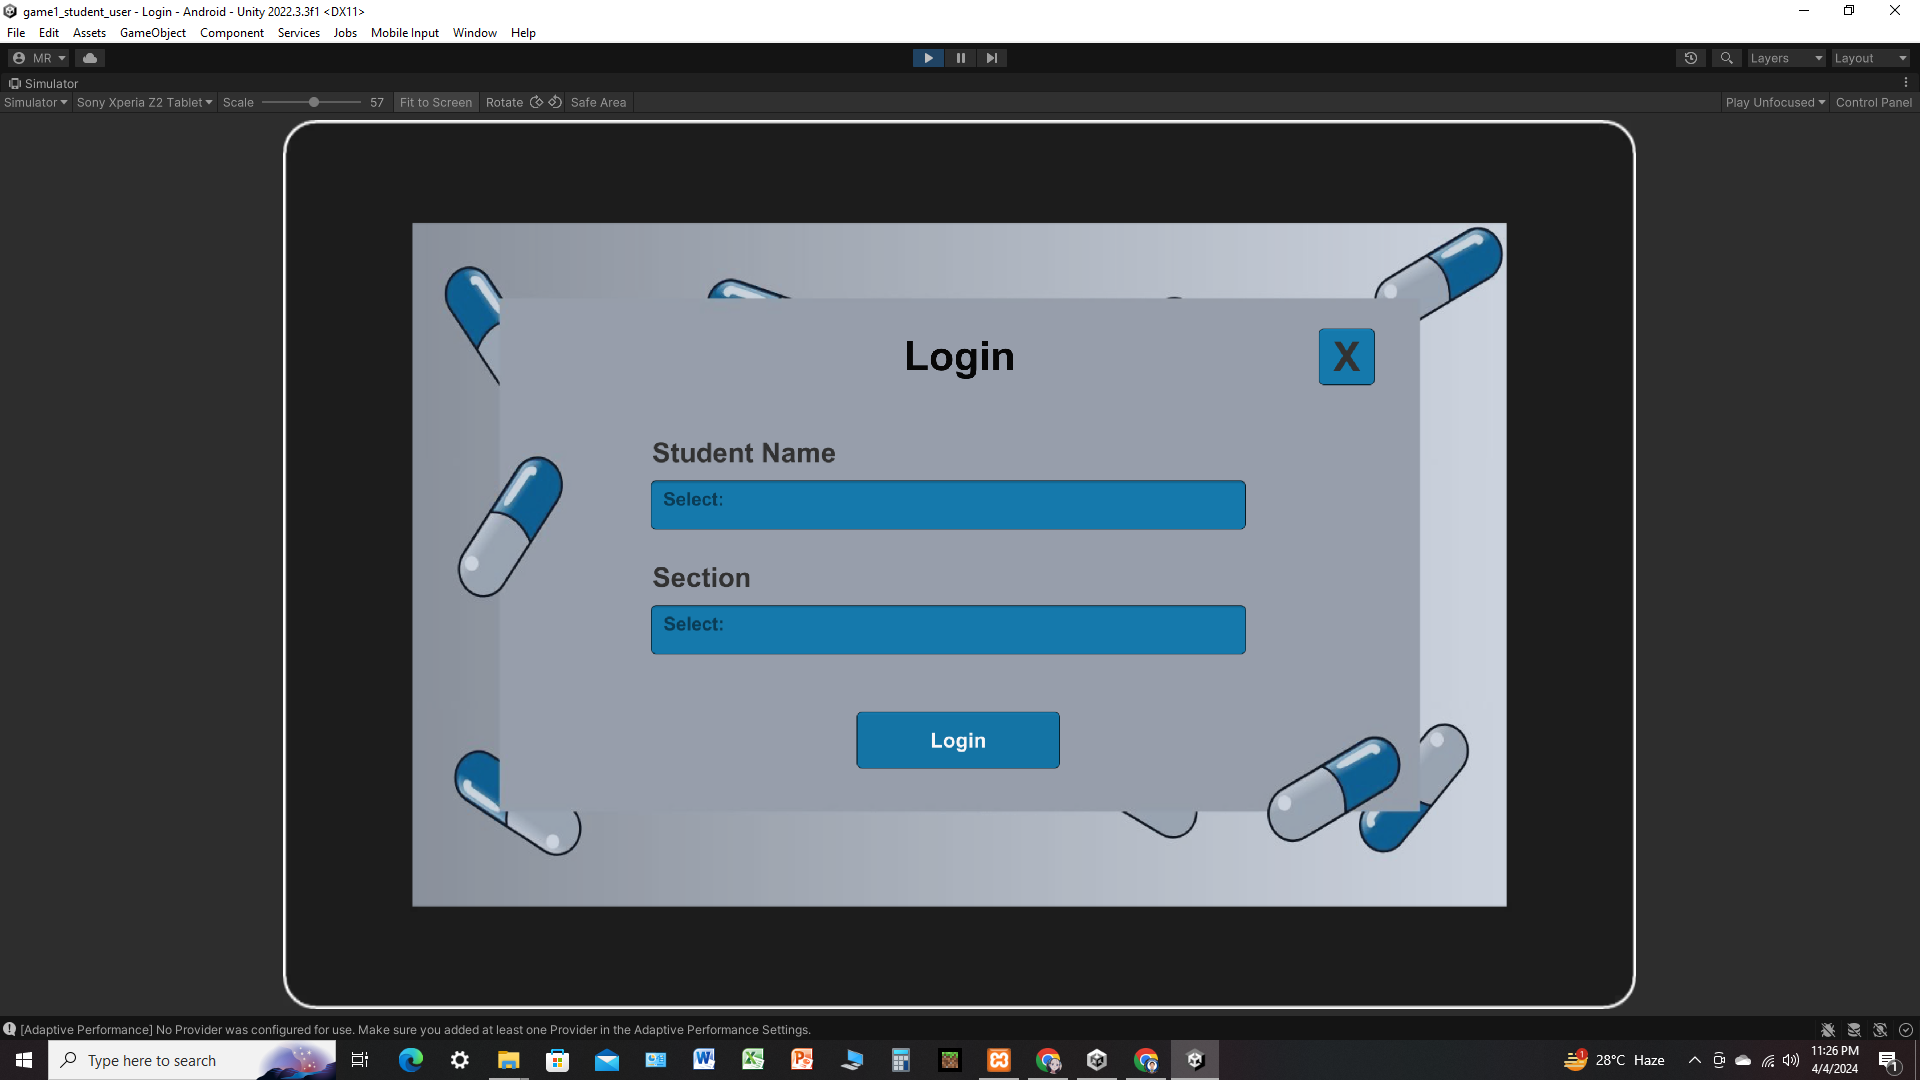 game1_student_user - Login - Android - Unity 2022.3.3f1 <DX11>
File Edit Assets GameObject Component Services Jobs Mobile Input Window Help
MR Layers Layout
Simulator
Simulator Sony Xperia Z2 Tablet Scale 57 Fit to Screen Rotate Safe Area Play Unfocused Control Panel
Login
X
Student Name
Select:
Section
Select:
Login
[Adaptive Performance] No Provider was configured for use. Make sure you added at least one Provider in the Adaptive Performance Settings.
Type here to search
28°C Haze
11:26 PM
4/4/2024